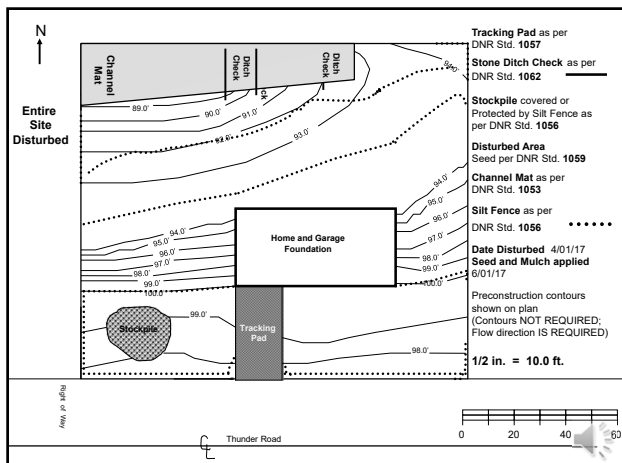 N
Entire
Site
Disturbed
Channel
Mat
Ditch
Check
Ditch
Check
ck
89.0'
90.0'
91.0'
92.0'
93.0'
94.0'
94.0'
95.0'
96.0'
97.0'
98.0'
99.0'
100.0'
94.0'
95.0'
96.0'
97.0'
98.0'
99.0'
100.0'
Home and Garage
Foundation
Stockpile
99.0'
Tracking
Pad
98.0'
Tracking Pad as per
DNR Std. 1057
Stone Ditch Check as per
DNR Std. 1062
Stockpile covered or
Protected by Silt Fence as
per DNR Std. 1056
Disturbed Area
Seed per DNR Std. 1059
Channel Mat as per
DNR Std. 1053
Silt Fence as per
DNR Std. 1056
Date Disturbed 4/01/17
Seed and Mulch applied
6/01/17
Preconstruction contours
shown on plan
(Contours NOT REQUIRED;
Flow direction IS REQUIRED)
1/2 in. = 10.0 ft.
Right of Way
CL
Thunder Road
0 20 40 60